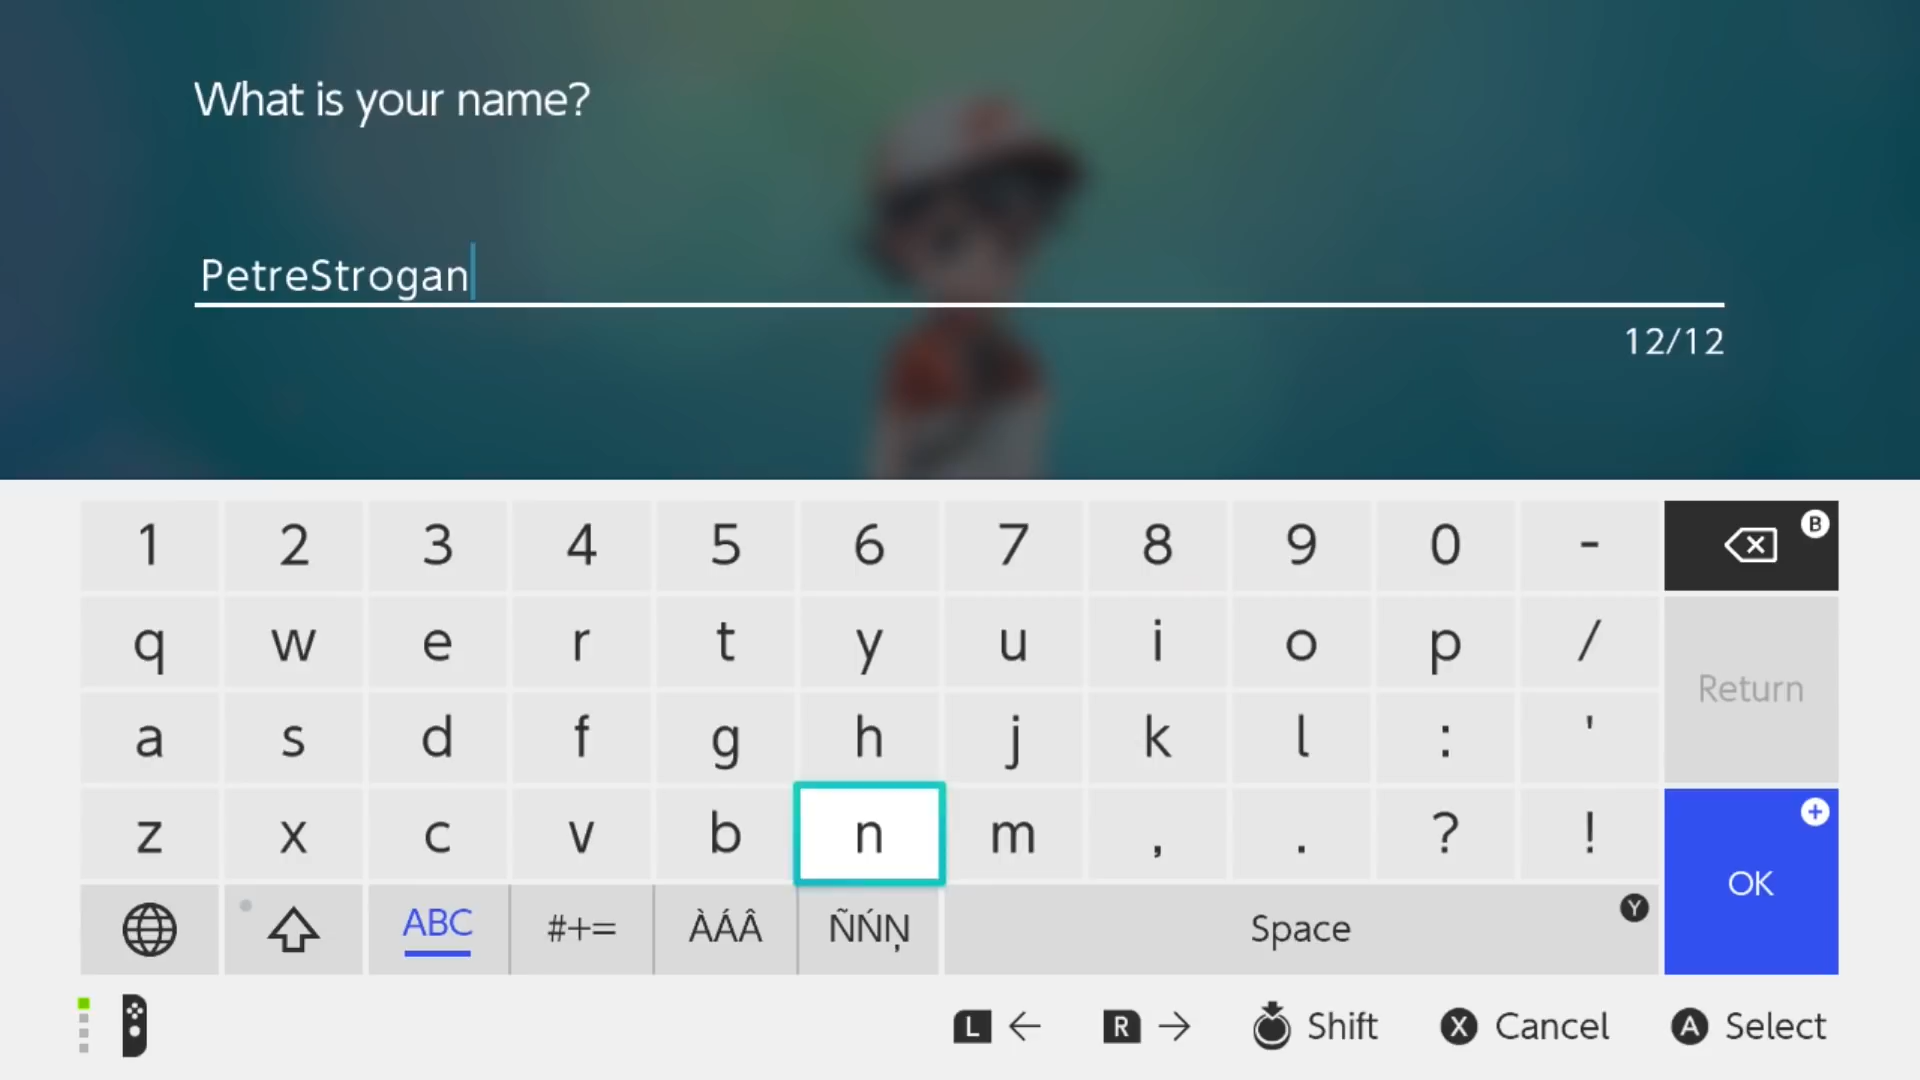 What is your name?
PetreStrogan
12/12
1 2 3 4 5 6 7 8 9 0 - B
q w e r t y u i o p / Return
a s d f g h j k l : '
z x c v b n m , . ? ! + OK
ABC #+= ÀÁÂ ÑŃŅ Space Y
L ← R → Shift X Cancel A Select